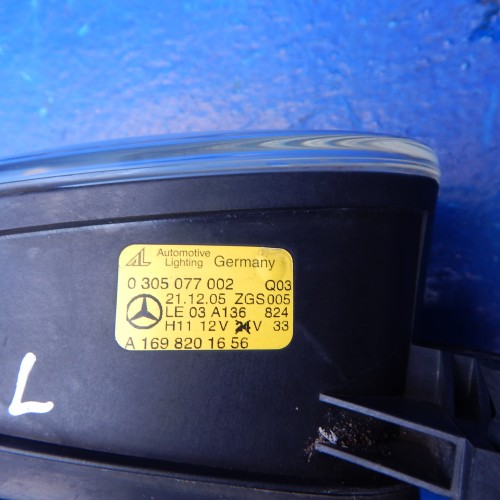 AL Automotive Lighting Germany
0 305 077 002 Q03
21.12.05 ZGS 005
LE 03 A136 824
H11 12V 24V 33
A 169 820 16 56
L